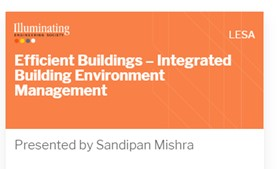 Illuminating
ENGINEERING SOCIETY
LESA
Efficient Buildings – Integrated
Building Environment
Management
Presented by Sandipan Mishra